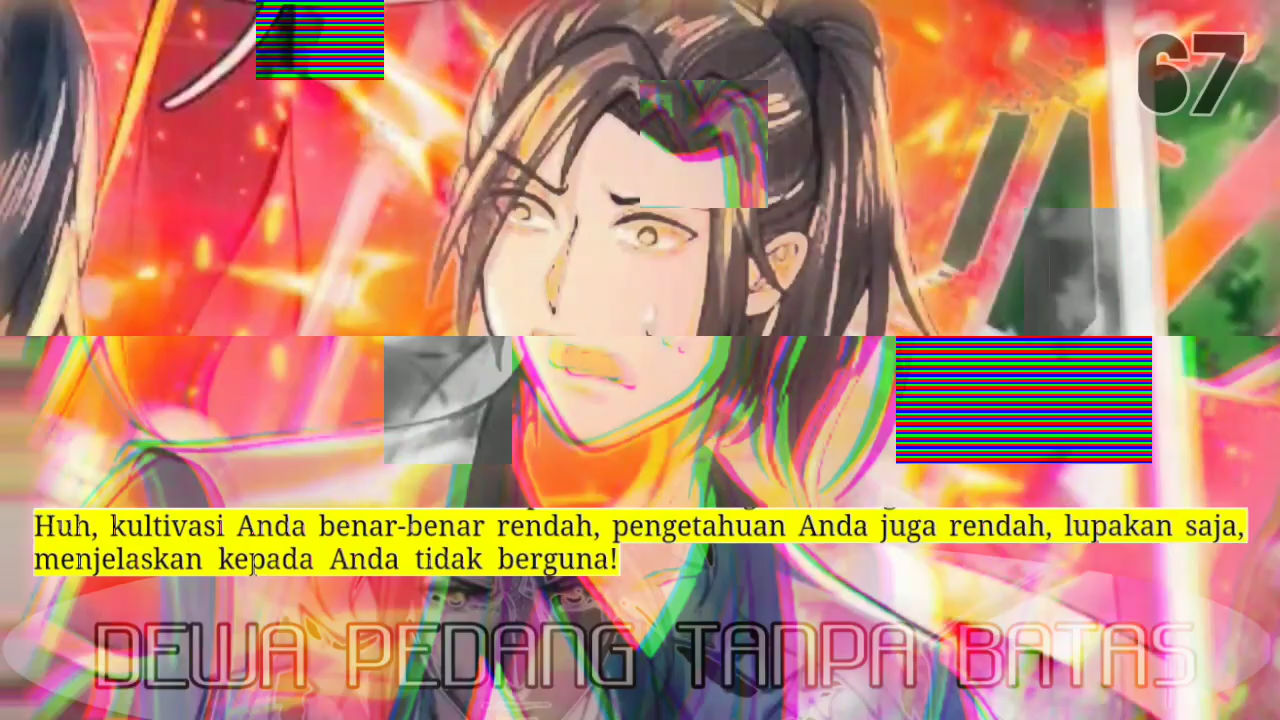 67
Huh, kultivasi Anda benar-benar rendah, pengetahuan Anda juga rendah, lupakan saja,
menjelaskan kepada Anda tidak berguna!
DEWA PEDANG TANPA BATAS